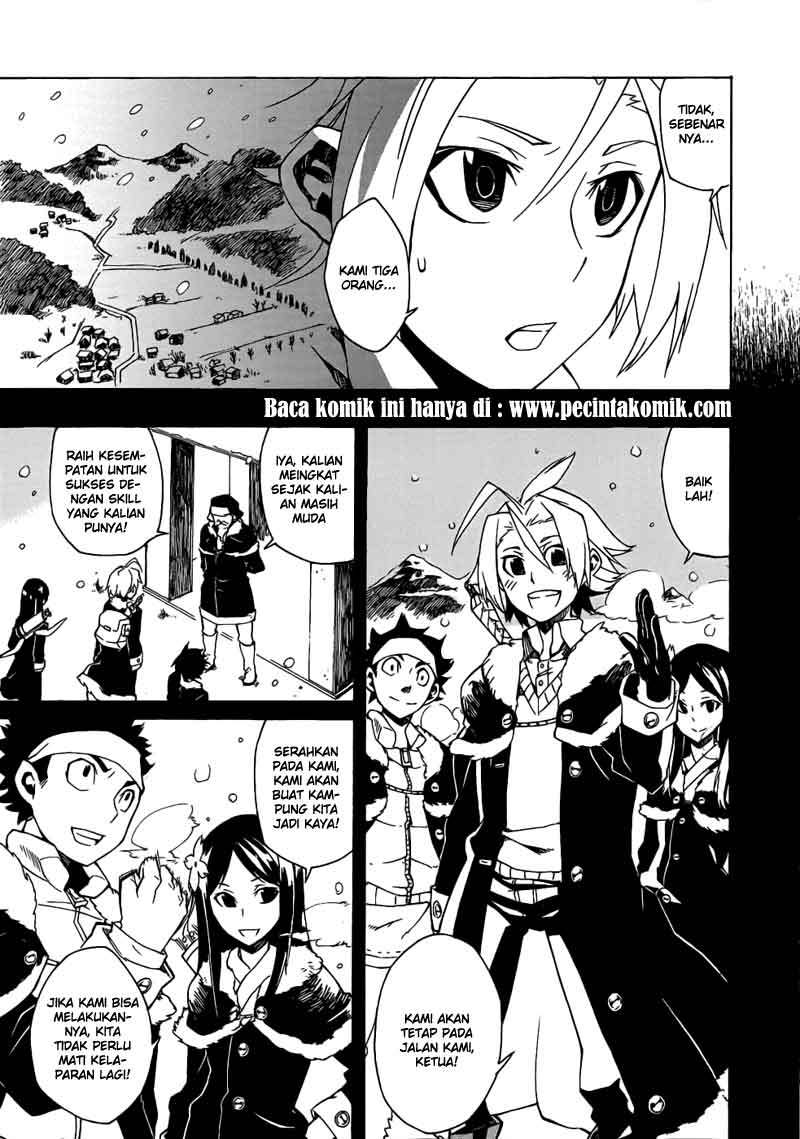 TIDAK,
SEBENAR
NYA...
KAMI TIGA
ORANG...
Baca komik ini hanya di : www.pecintakomik.com
BAIK
LAH!
KAMI AKAN
TETAP PADA
JALAN KAMI,
KETUA!
IYA, KALIAN
MEINGKAT
SEJAK KALI-
AN MASIH
MUDA
RAIH KESEM-
PATAN UNTUK
SUKSES DE-
NGAN SKILL
YANG KALIAN
PUNYA!
SERAHKAN
PADA KAMI,
KAMI AKAN
BUAT KAM-
PUNG KITA
JADI KAYA!
JIKA KAMI BISA
MELAKUKAN-
NYA, KITA
TIDAK PERLU
MATI KELA-
PARAN LAGI!